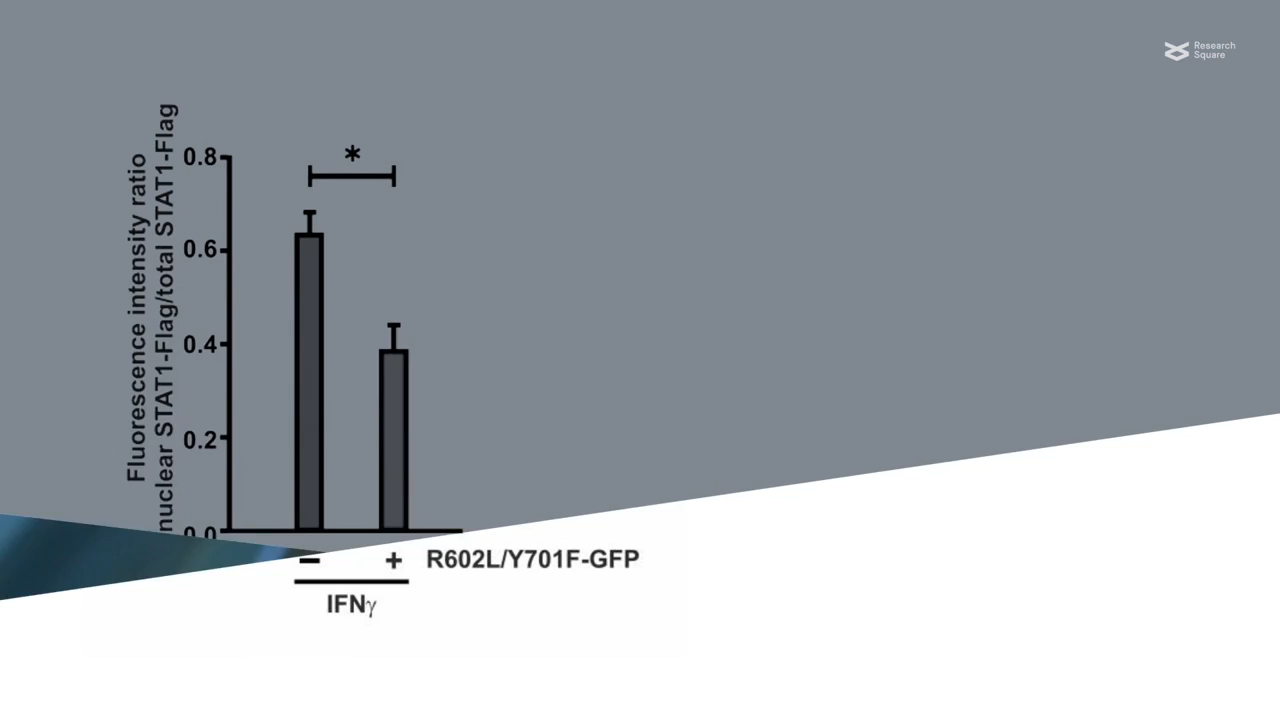 Research
Square
Fluorescence intensity ratio
nuclear STAT1-Flag/total STAT1-Flag
0.8
*
0.6
0.4
0.2
0.0
− + R602L/Y701F-GFP
IFNγ